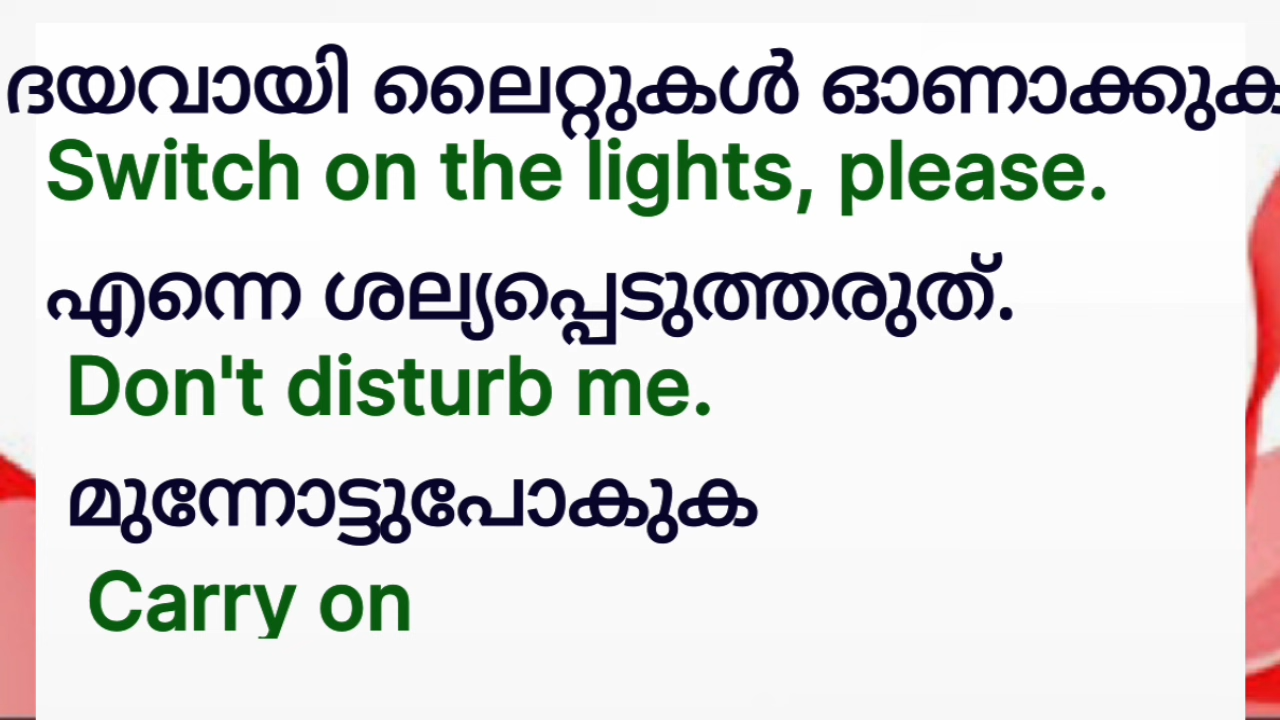 ദയവായി ലൈറ്റുകൾ ഓണാക്കുക
Switch on the lights, please.
എന്നെ ശല്യപ്പെടുത്തരുത്.
Don't disturb me.
മുന്നോട്ടുപോകുക
Carry on